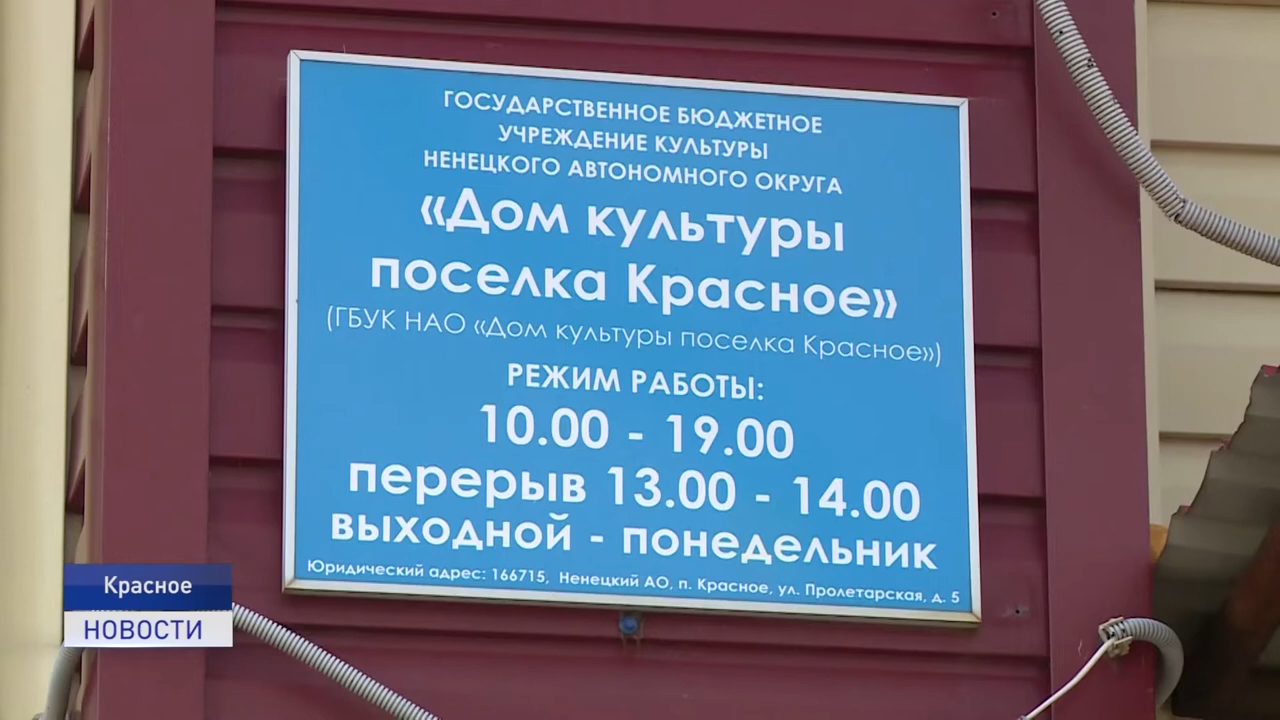 ГОСУДАРСТВЕННОЕ БЮДЖЕТНОЕ
УЧРЕЖДЕНИЕ КУЛЬТУРЫ
НЕНЕЦКОГО АВТОНОМНОГО ОКРУГА
«Дом культуры
поселка Красное»
(ГБУК НАО «Дом культуры поселка Красное»)
РЕЖИМ РАБОТЫ:
10.00 - 19.00
перерыв 13.00 - 14.00
выходной - понедельник
Юридический адрес: 166715, Ненецкий АО, п. Красное, ул. Пролетарская, д. 5
Красное
НОВОСТИ